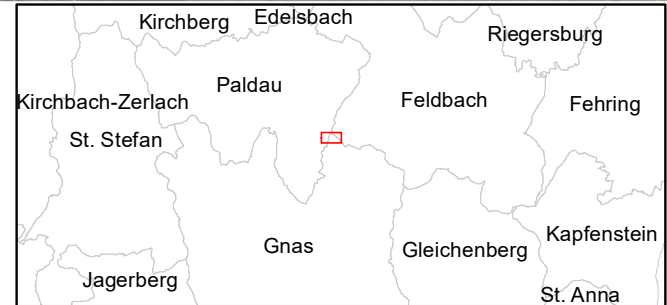 Kirchberg
Edelsbach
Riegersburg
Paldau
Kirchbach-Zerlach
Feldbach
Fehring
St. Stefan
Gnas
Gleichenberg
Kapfenstein
Jagerberg
St. Anna